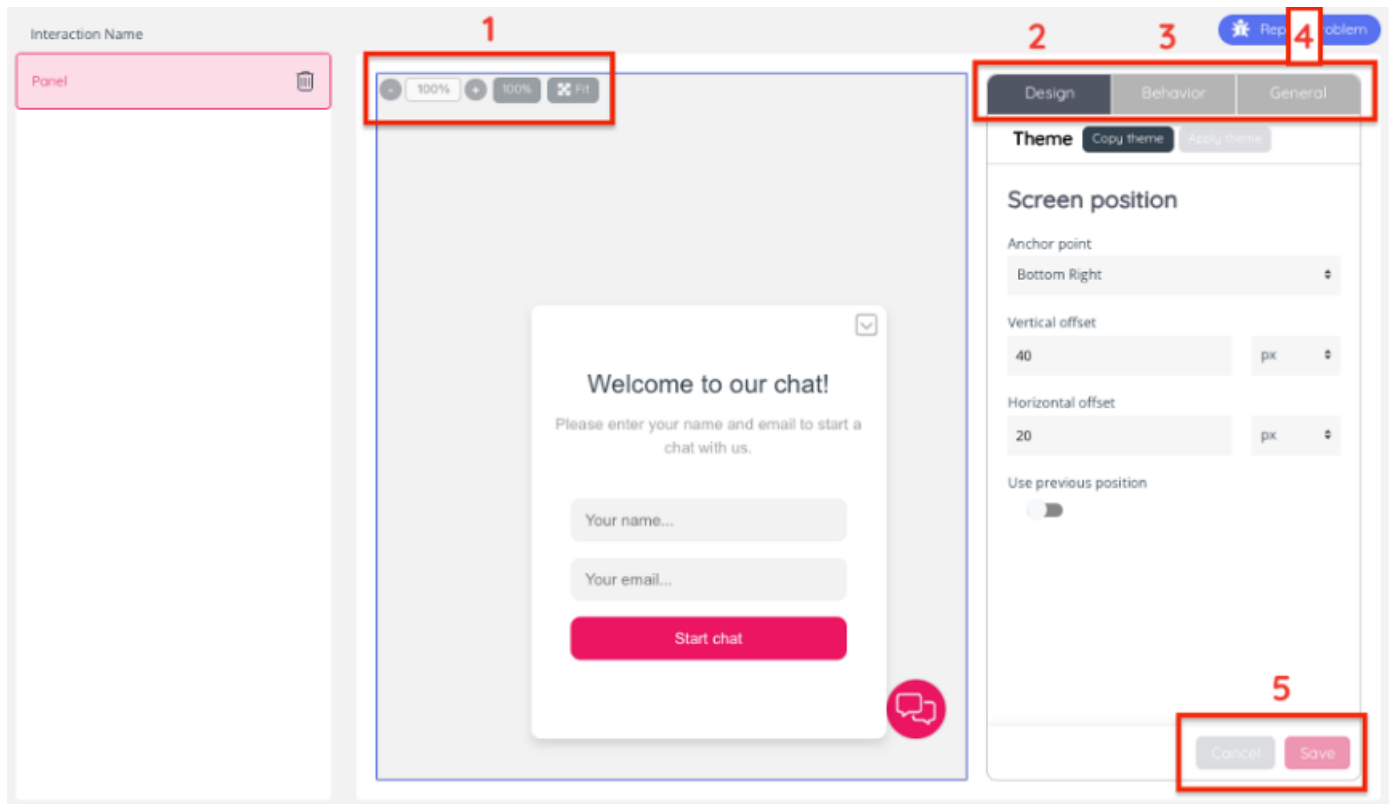 Interaction Name
1
2
3
4
Rep
oblem
Panel
100%
100%
Fit
Design
Behavior
General
Theme
Copy theme
Apply theme
Screen position
Anchor point
Bottom Right
Vertical offset
40
px
Horizontal offset
20
px
Use previous position
Welcome to our chat!
Please enter your name and email to start a
chat with us.
Your name...
Your email...
Start chat
5
Cancel
Save